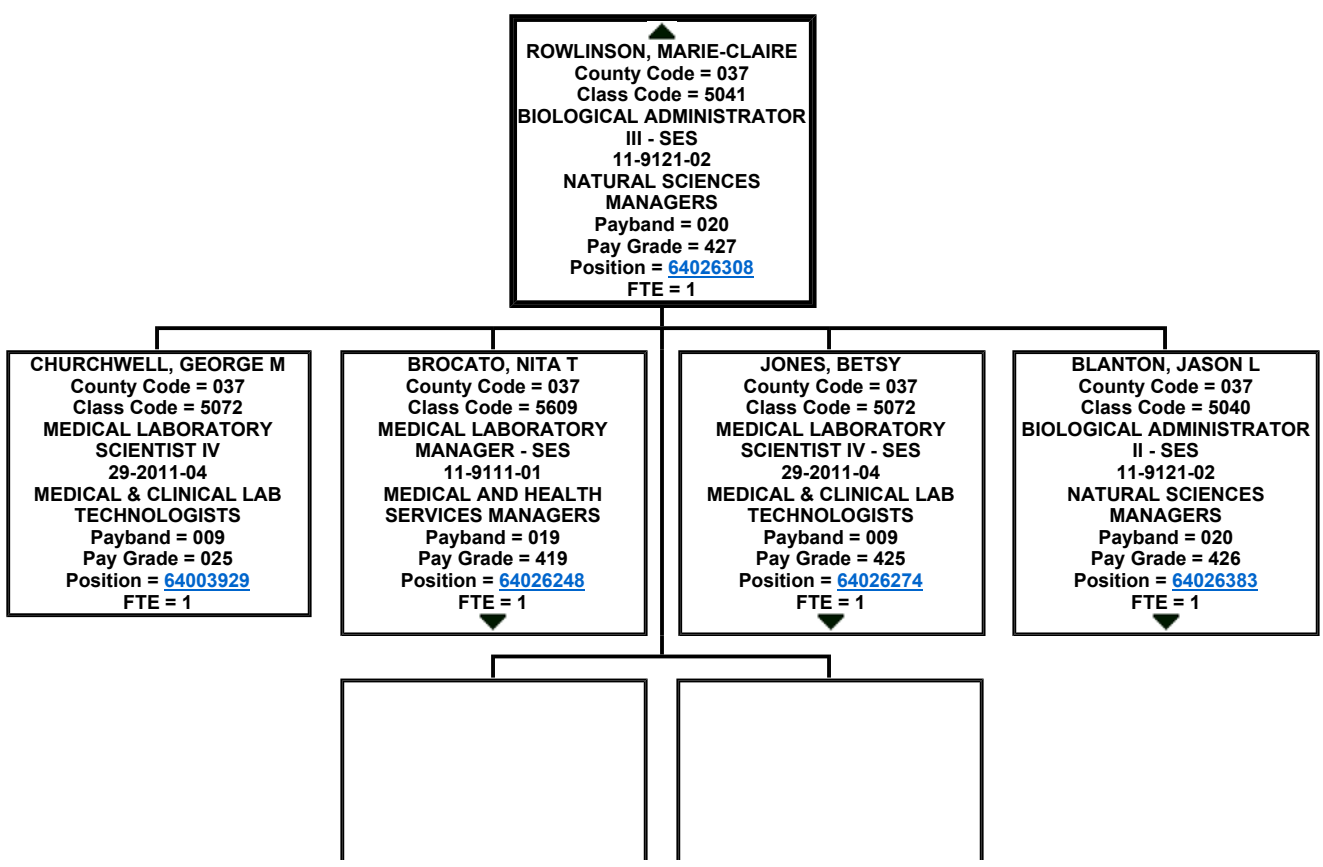 ROWLINSON, MARIE-CLAIRE
County Code = 037
Class Code = 5041
BIOLOGICAL ADMINISTRATOR
III - SES
11-9121-02
NATURAL SCIENCES
MANAGERS
Payband = 020
Pay Grade = 427
Position = 64026308
FTE = 1
CHURCHWELL, GEORGE M
County Code = 037
Class Code = 5072
MEDICAL LABORATORY
SCIENTIST IV
29-2011-04
MEDICAL & CLINICAL LAB
TECHNOLOGISTS
Payband = 009
Pay Grade = 025
Position = 64003929
FTE = 1
BROCATO, NITA T
County Code = 037
Class Code = 5609
MEDICAL LABORATORY
MANAGER - SES
11-9111-01
MEDICAL AND HEALTH
SERVICES MANAGERS
Payband = 019
Pay Grade = 419
Position = 64026248
FTE = 1
JONES, BETSY
County Code = 037
Class Code = 5072
MEDICAL LABORATORY
SCIENTIST IV - SES
29-2011-04
MEDICAL & CLINICAL LAB
TECHNOLOGISTS
Payband = 009
Pay Grade = 425
Position = 64026274
FTE = 1
BLANTON, JASON L
County Code = 037
Class Code = 5040
BIOLOGICAL ADMINISTRATOR
II - SES
11-9121-02
NATURAL SCIENCES
MANAGERS
Payband = 020
Pay Grade = 426
Position = 64026383
FTE = 1